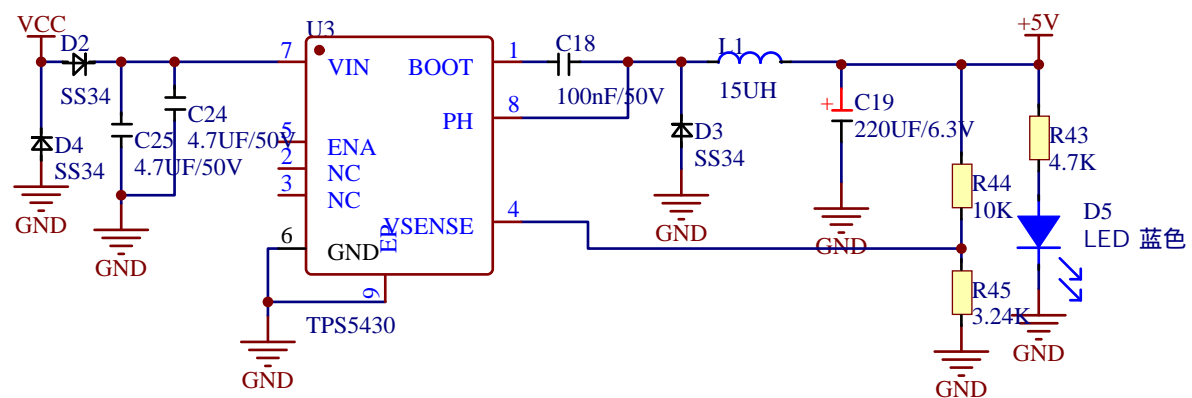 VCC
D2
SS34
D4
SS34
GND
C25
4.7UF/50V
C24
4.7UF/50V
GND
U3
7
VIN
5
ENA
2
NC
3
NC
6
GND
EP
9
TPS5430
GND
1
BOOT
8
PH
4
VSENSE
C18
100nF/50V
D3
SS34
GND
L1
15UH
+
C19
220UF/6.3V
GND
+5V
R43
4.7K
R44
10K
R45
3.24K
GND
D5
LED 蓝色
GND